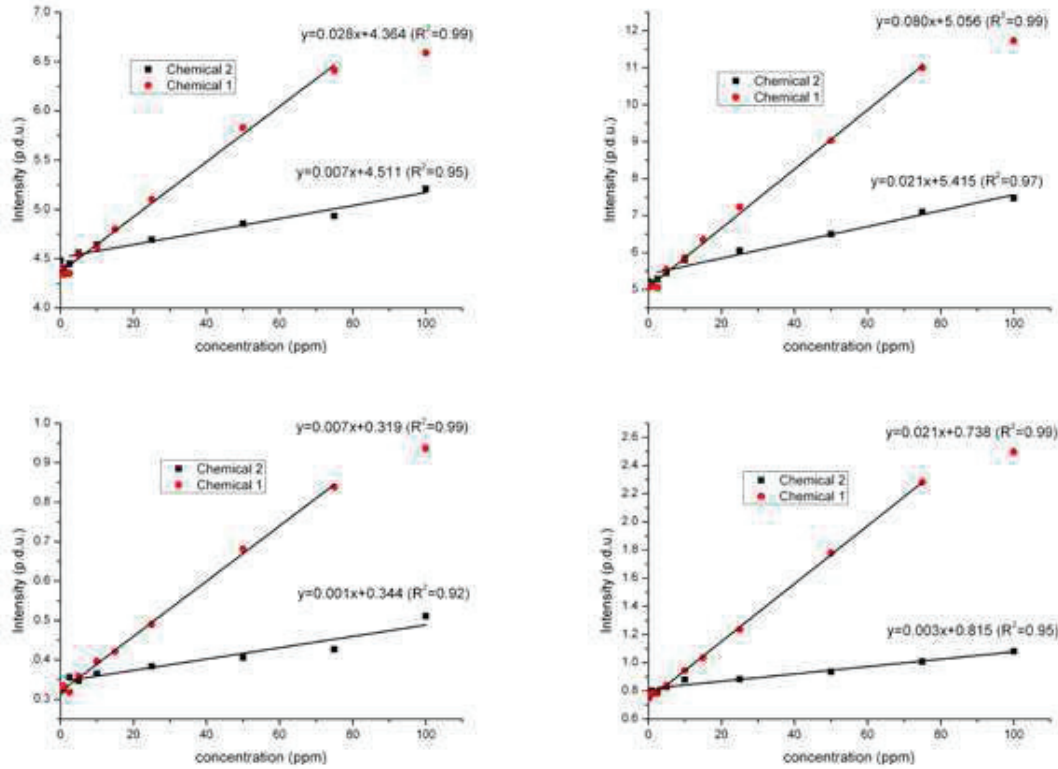 y=0.028x+4.364 (R²=0.99)
7.0
6.5
6.0
5.5
5.0
4.5
4.0
Intensity (p.d.u.)
Chemical 2
Chemical 1
y=0.007x+4.511 (R²=0.95)
0 20 40 60 80 100
concentration (ppm)
y=0.080x+5.056 (R²=0.99)
12
11
10
9
8
7
6
5
Intensity (p.d.u.)
Chemical 2
Chemical 1
y=0.021x+5.415 (R²=0.97)
0 20 40 60 80 100
concentration (ppm)
y=0.007x+0.319 (R²=0.99)
1.0
0.9
0.8
0.7
0.6
0.5
0.4
0.3
Intensity (p.d.u.)
Chemical 2
Chemical 1
y=0.001x+0.344 (R²=0.92)
0 20 40 60 80 100
concentration (ppm)
y=0.021x+0.738 (R²=0.99)
2.6
2.4
2.2
2.0
1.8
1.6
1.4
1.2
1.0
0.8
0.6
Intensity (p.d.u.)
Chemical 2
Chemical 1
y=0.003x+0.815 (R²=0.95)
0 20 40 60 80 100
concentration (ppm)